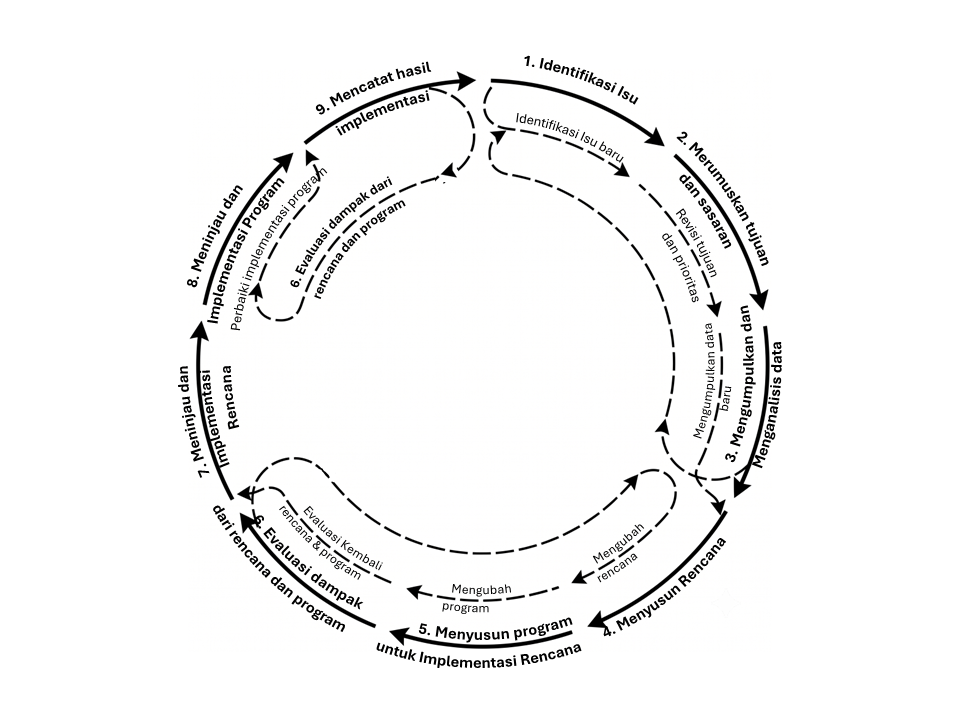 1. Identifikasi Isu
2. Merumuskan tujuan
dan sasaran
3. Mengumpulkan dan
Menganalisis data
4. Menyusun Rencana
5. Menyusun program
untuk Implementasi Rencana
6. Evaluasi dampak
dari rencana dan program
7. Meninjau dan
Implementasi
Rencana
8. Meninjau dan
Implementasi Program
9. Mencatat hasil
implementasi
Identifikasi Isu baru
Revisi tujuan
dan prioritas
Mengumpulkan data
baru
Mengubah
rencana
Mengubah
program
Evaluasi Kembali
rencana & program
Perbaiki implementasi program
6. Evaluasi dampak dari
rencana dan program